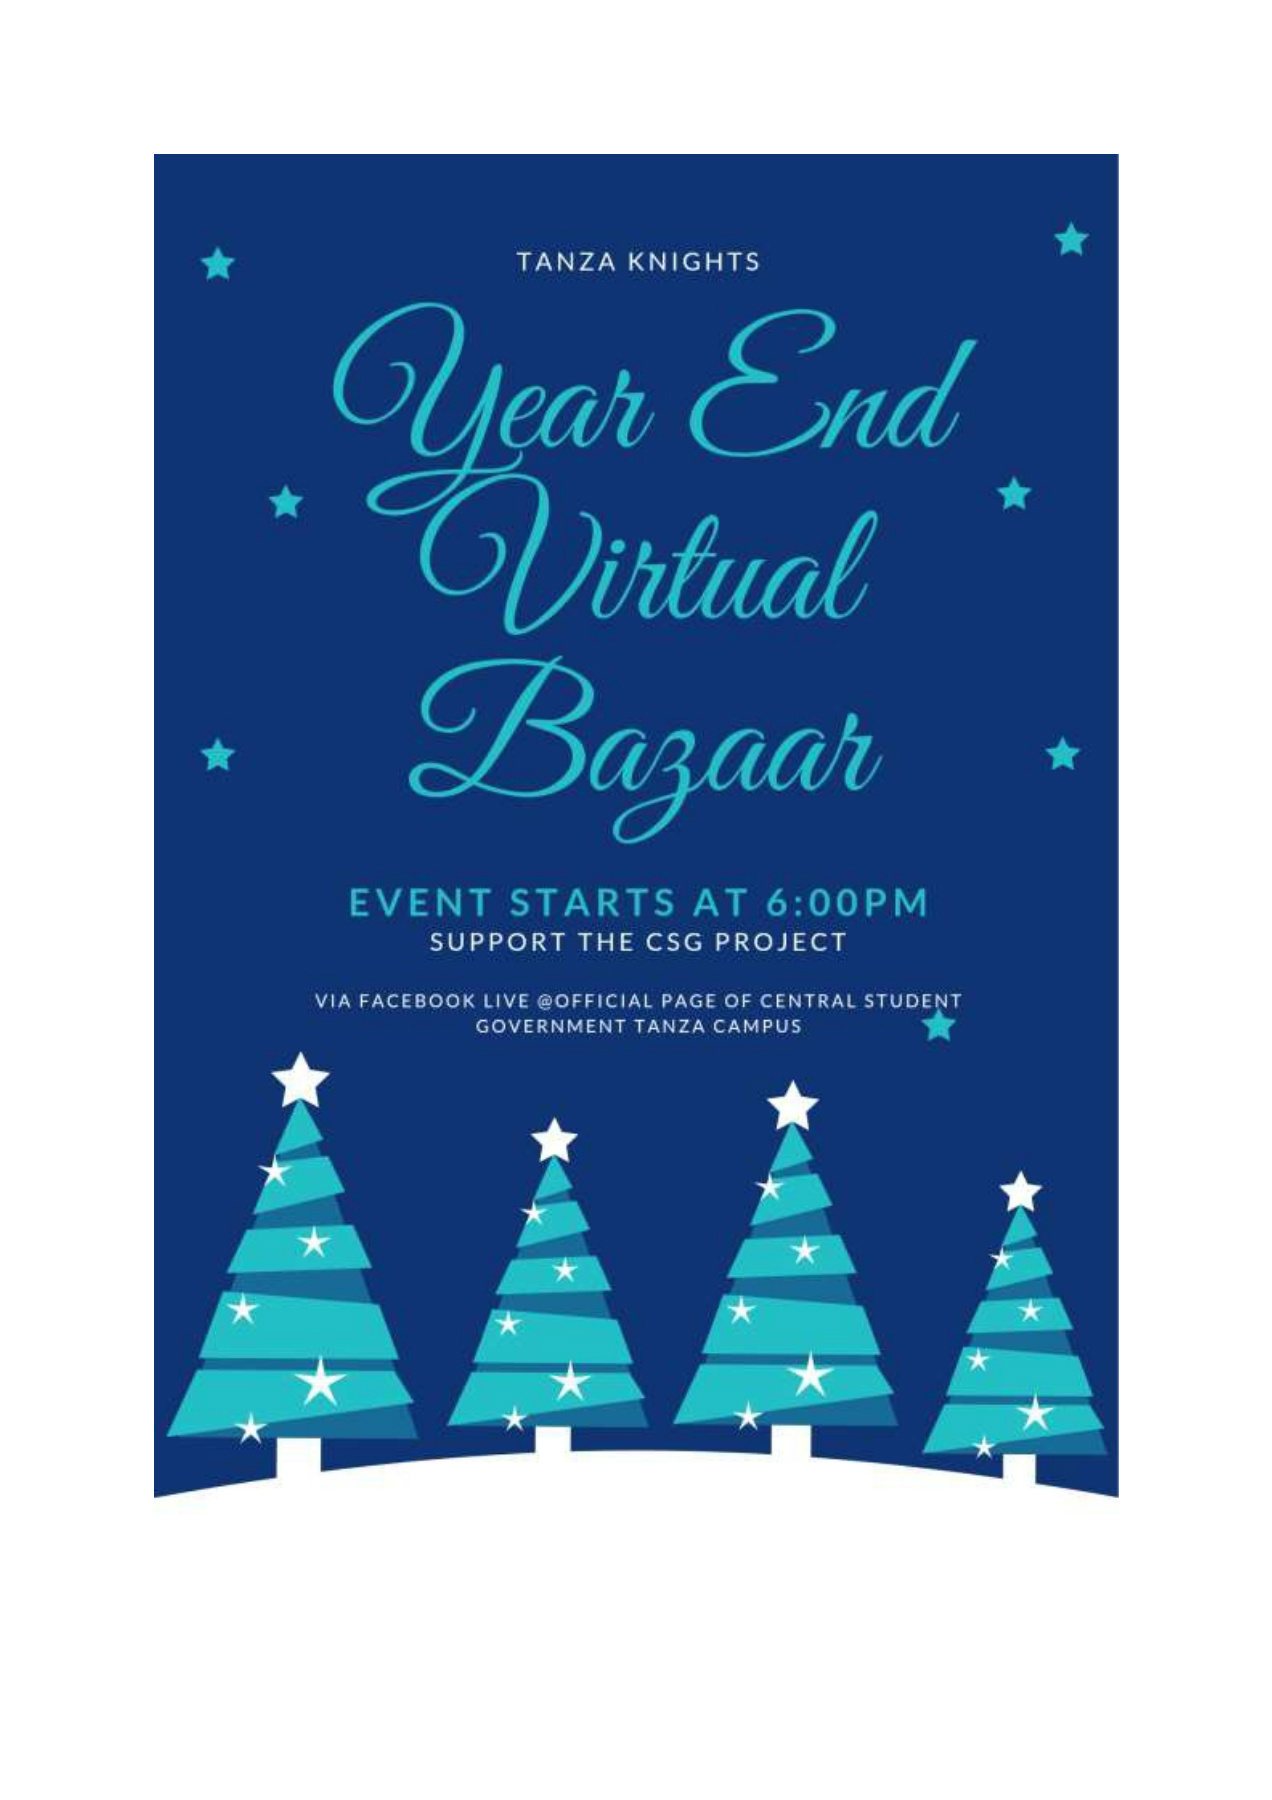 TANZA KNIGHTS
Year End
Virtual
Bazaar
EVENT STARTS AT 6:00PM
SUPPORT THE CSG PROJECT
VIA FACEBOOK LIVE @OFFICIAL PAGE OF CENTRAL STUDENT
GOVERNMENT TANZA CAMPUS